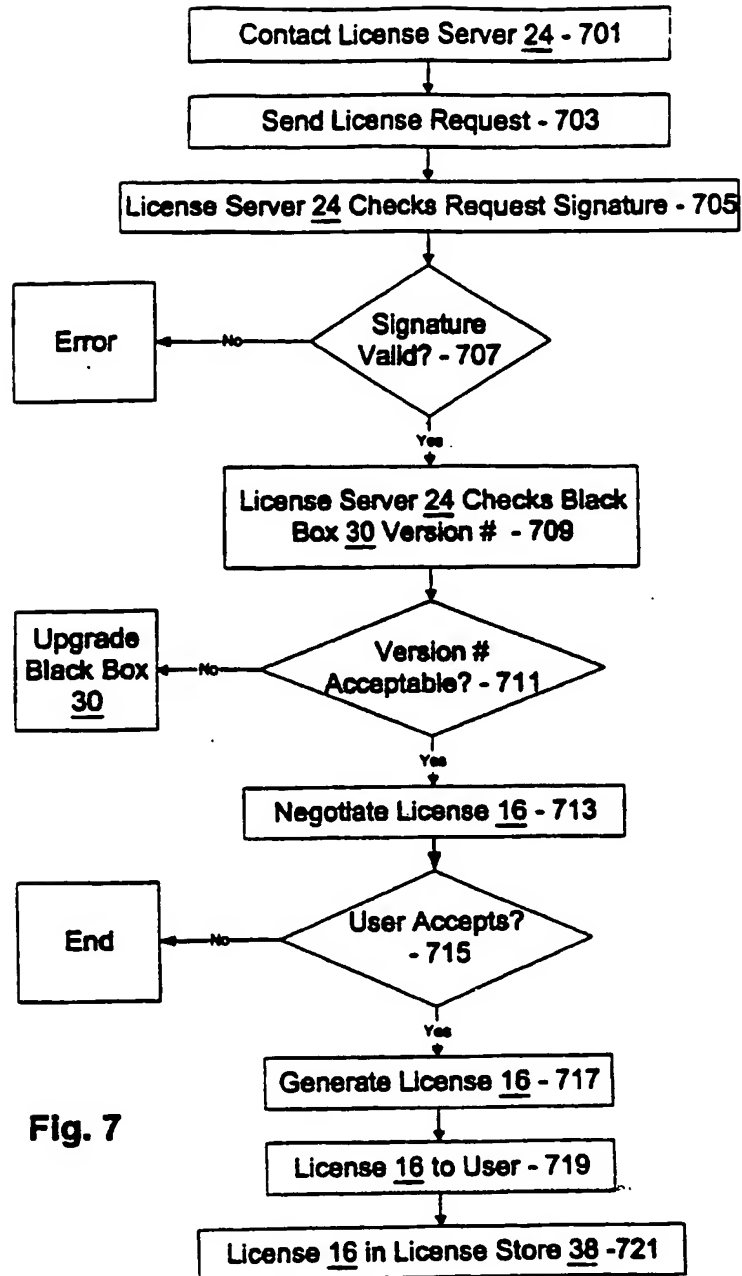 Contact License Server 24 - 701
Send License Request - 703
License Server 24 Checks Request Signature - 705
Signature
Valid? - 707
No
Error
Yes
License Server 24 Checks Black
Box 30 Version # - 709
Version #
Acceptable? - 711
No
Upgrade
Black Box
30
Yes
Negotiate License 16 - 713
User Accepts?
- 715
No
End
Yes
Generate License 16 - 717
Fig. 7
License 16 to User - 719
License 16 in License Store 38 -721